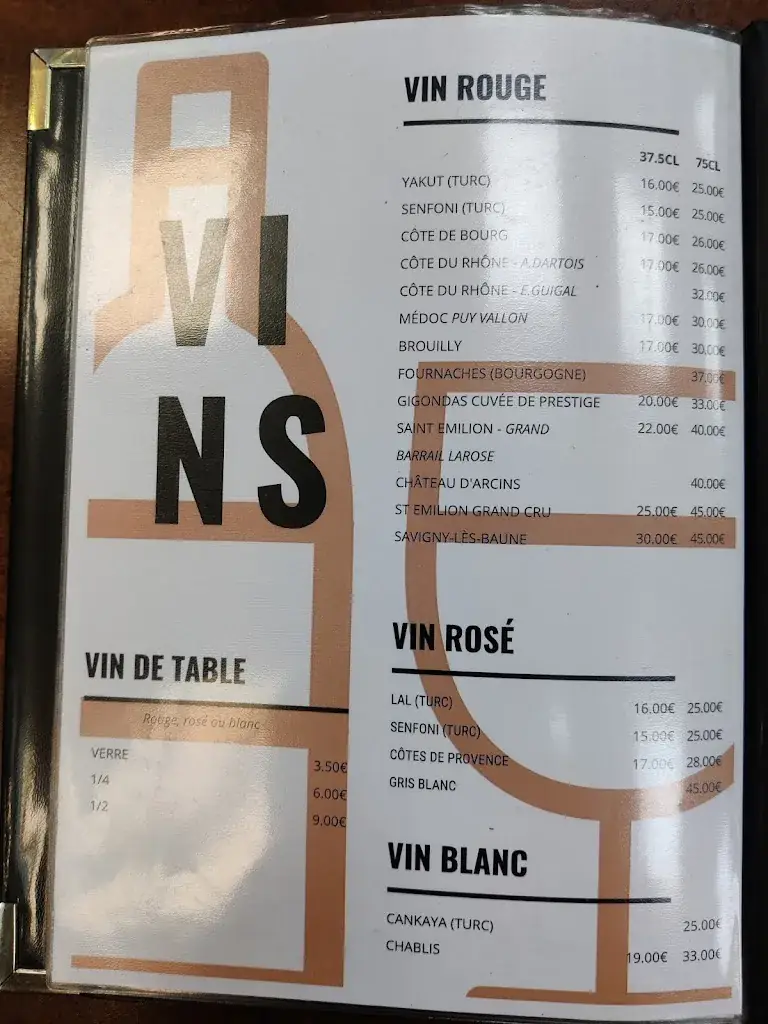 VI
NS
VIN DE TABLE
Rouge, rosé ou blanc
VERRE 3.50€
1/4 6.00€
1/2 9.00€
VIN ROUGE
37.5CL 75CL
YAKUT (TURC) 16.00€ 25.00€
SENFONI (TURC) 15.00€ 25.00€
CÔTE DE BOURG 17.00€ 26.00€
CÔTE DU RHÔNE - A.DARTOIS 17.00€ 26.00€
CÔTE DU RHÔNE - E.GUIGAL 32.00€
MÉDOC PUY VALLON 17.00€ 30.00€
BROUILLY 17.00€ 30.00€
FOURNACHES (BOURGOGNE) 37.00€
GIGONDAS CUVÉE DE PRESTIGE 20.00€ 33.00€
SAINT EMILION - GRAND 22.00€ 40.00€
BARRAIL LAROSE
CHÂTEAU D'ARCINS 40.00€
ST EMILION GRAND CRU 25.00€ 45.00€
SAVIGNY-LÈS-BAUNE 30.00€ 45.00€
VIN ROSÉ
LAL (TURC) 16.00€ 25.00€
SENFONI (TURC) 15.00€ 25.00€
CÔTES DE PROVENCE 17.00€ 28.00€
GRIS BLANC 45.00€
VIN BLANC
CANKAYA (TURC) 25.00€
CHABLIS 19.00€ 33.00€